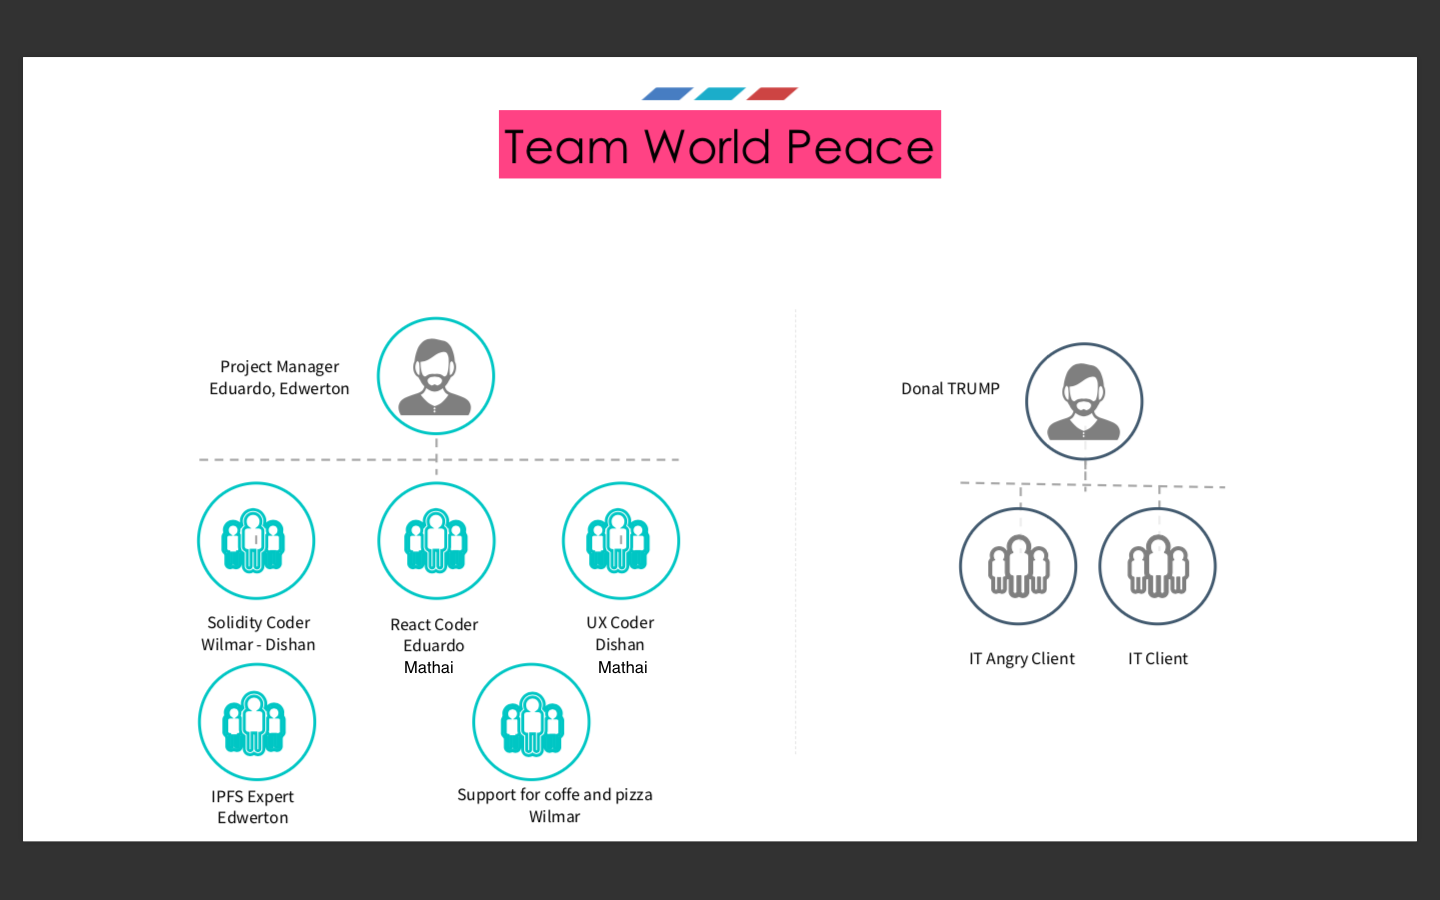 Team World Peace
Project Manager
Eduardo, Edwerton
Solidity Coder
Wilmar - Dishan
React Coder
Eduardo
Mathai
UX Coder
Dishan
Mathai
IPFS Expert
Edwerton
Support for coffe and pizza
Wilmar
Donal TRUMP
IT Angry Client
IT Client